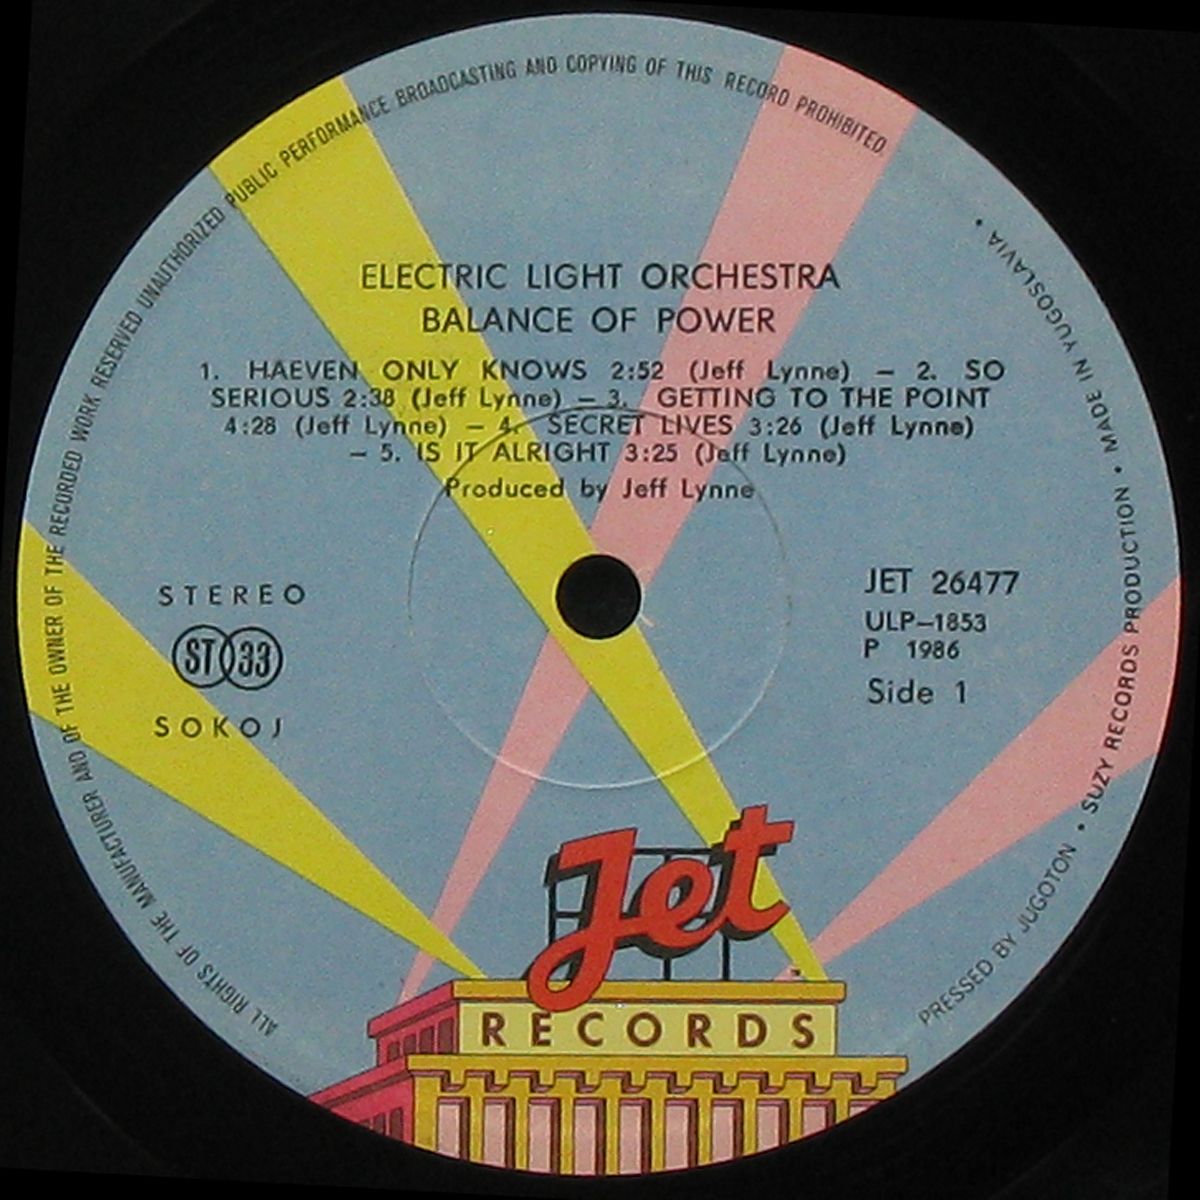 ALL RIGHTS OF THE MANUFACTURER AND OF THE OWNER OF THE RECORDED WORK RESERVED UNAUTHORIZED PUBLIC PERFORMANCE BROADCASTING AND COPYING OF THIS RECORD PROHIBITED
ELECTRIC LIGHT ORCHESTRA
BALANCE OF POWER
1. HAEVEN ONLY KNOWS 2:52 (Jeff Lynne) – 2. SO
SERIOUS 2:38 (Jeff Lynne) – 3. GETTING TO THE POINT
4:28 (Jeff Lynne) – 4. SECRET LIVES 3:26 (Jeff Lynne)
– 5. IS IT ALRIGHT 3:25 (Jeff Lynne)
Produced by Jeff Lynne
STEREO
ST 33
SOKOJ
JET 26477
ULP–1853
P 1986
Side 1
Jet
RECORDS
PRESSED BY JUGOTON • SUZY RECORDS PRODUCTION • MADE IN YUGOSLAVIA •